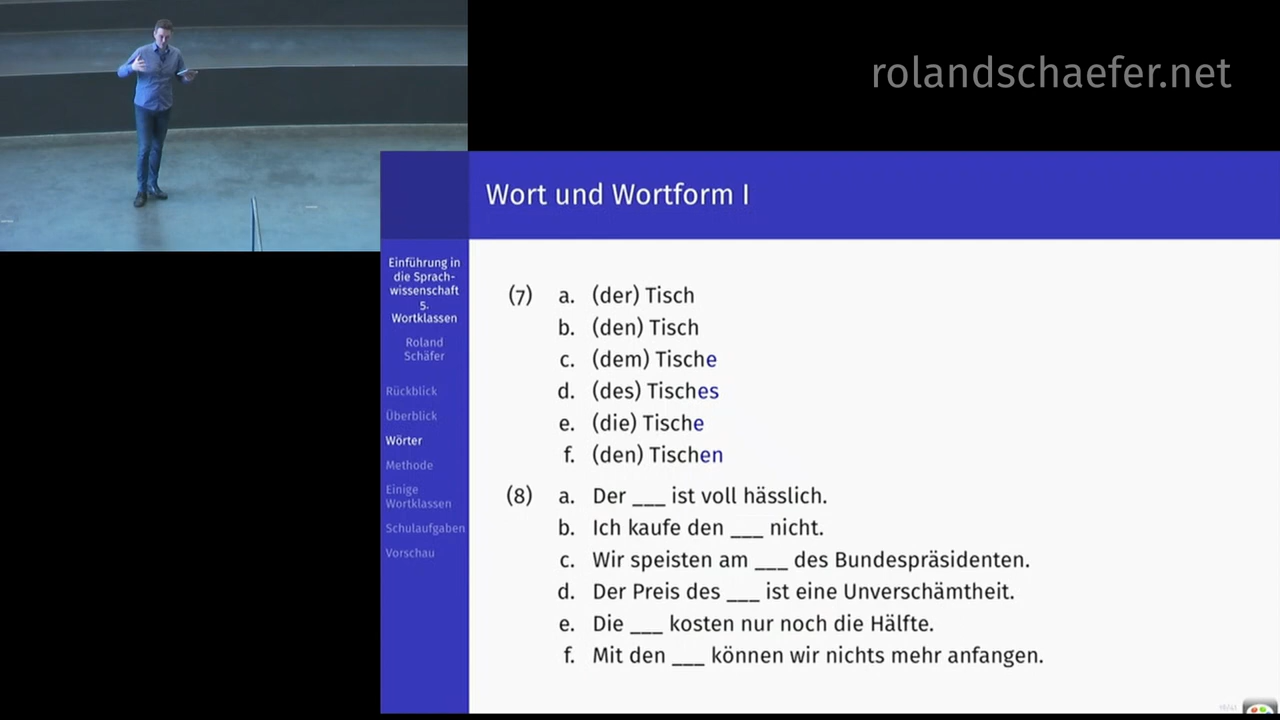 rolandschaefer.net
Wort und Wortform I
Einführung in
die Sprach-
wissenschaft
5.
Wortklassen
Roland
Schäfer
Rückblick
Überblick
Wörter
Methode
Einige
Wortklassen
Schulaufgaben
Vorschau
(7) a. (der) Tisch
b. (den) Tisch
c. (dem) Tische
d. (des) Tisches
e. (die) Tische
f. (den) Tischen
(8) a. Der ___ ist voll hässlich.
b. Ich kaufe den ___ nicht.
c. Wir speisten am ___ des Bundespräsidenten.
d. Der Preis des ___ ist eine Unverschämtheit.
e. Die ___ kosten nur noch die Hälfte.
f. Mit den ___ können wir nichts mehr anfangen.